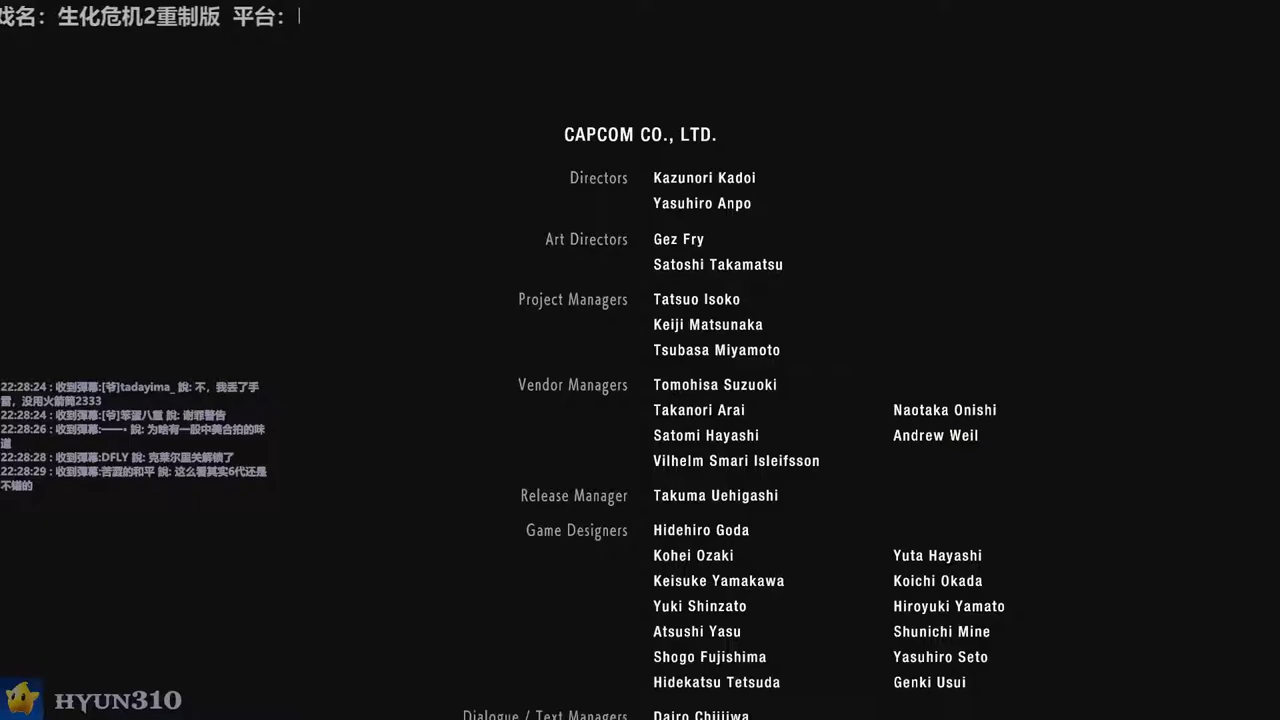 戏名：生化危机2重制版 平台：
CAPCOM CO., LTD.
Directors Kazunori Kadoi
Yasuhiro Anpo
Art Directors Gez Fry
Satoshi Takamatsu
Project Managers Tatsuo Isoko
Keiji Matsunaka
Tsubasa Miyamoto
Vendor Managers Tomohisa Suzuoki
Takanori Arai Naotaka Onishi
Satomi Hayashi Andrew Weil
Vilhelm Smari Isleifsson
Release Manager Takuma Uehigashi
Game Designers Hidehiro Goda
Kohei Ozaki Yuta Hayashi
Keisuke Yamakawa Koichi Okada
Yuki Shinzato Hiroyuki Yamato
Atsushi Yasu Shunichi Mine
Shogo Fujishima Yasuhiro Seto
Hidekatsu Tetsuda Genki Usui
Dialogue / Text Managers Dairo Chijiiwa
22:28:24 : 收到弹幕:[爷]tadayima_ 說: 不，我丢了手
雷，没用火箭筒2333
22:28:24 : 收到弹幕:[爷]笨蛋八重 說: 谢罪警告
22:28:26 : 收到弹幕:一一• 說: 为啥有一股中美合拍的味
道
22:28:28 : 收到弹幕:DFLY 說: 克莱尔里关解锁了
22:28:29 : 收到弹幕:苦涩的和平 說: 这么看其实6代还是
不错的
HYUN310